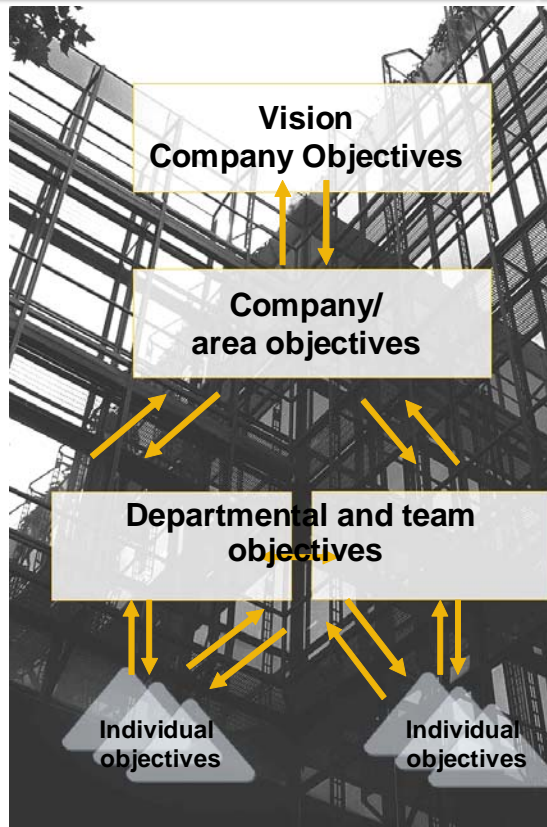 Vision
Company Objectives
Company/
area objectives
Departmental and team
objectives
Individual
objectives
Individual
objectives